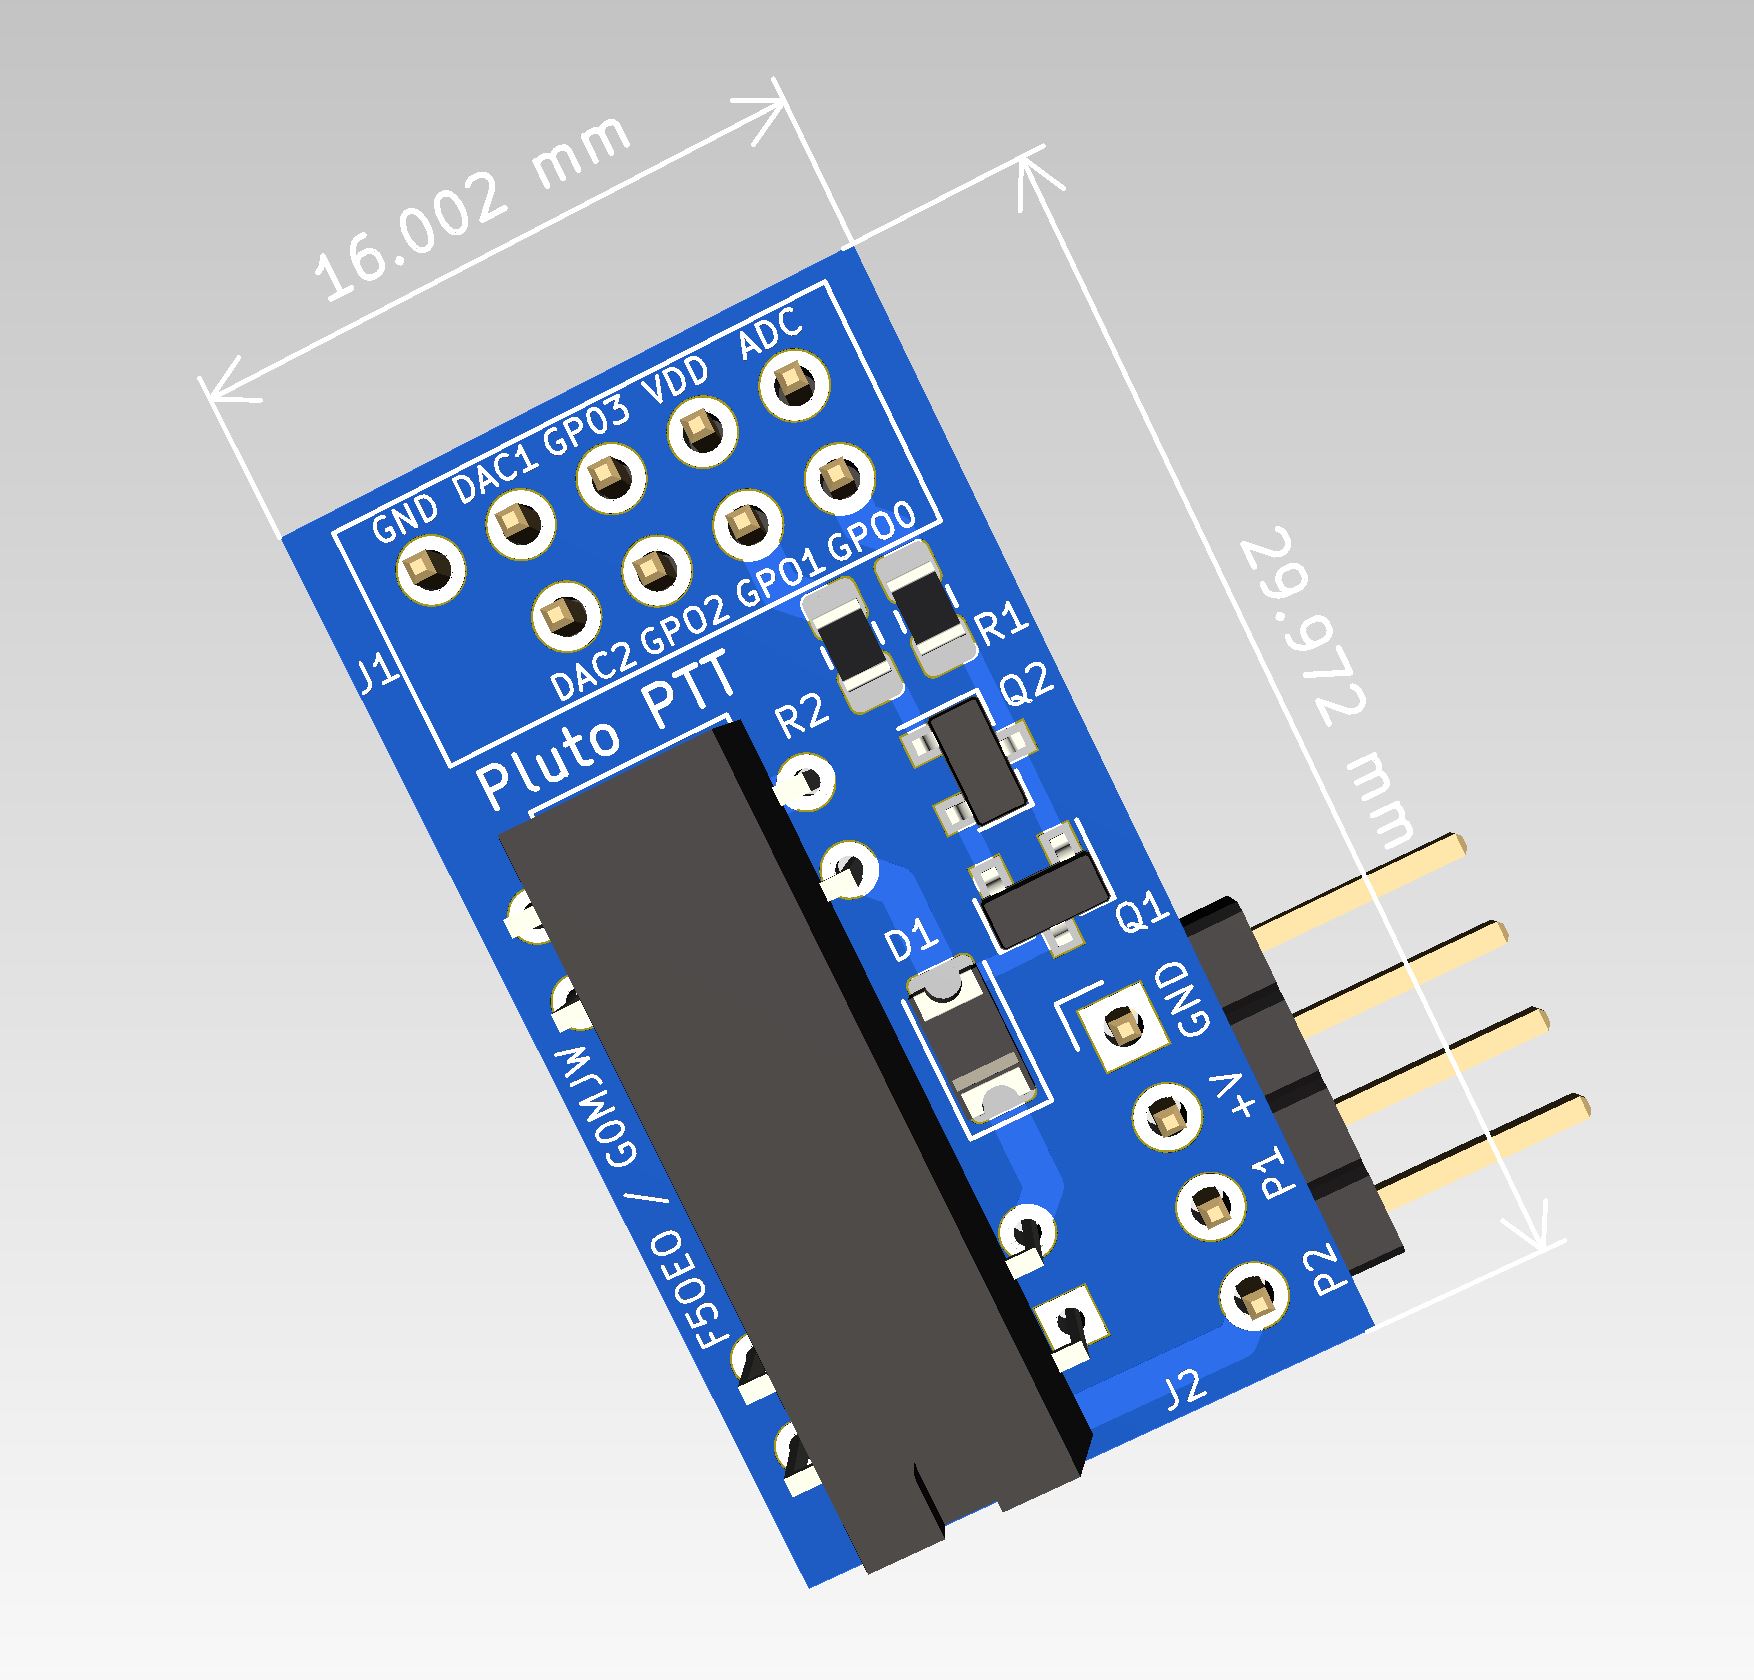 16.002 mm
29.972 mm
GND DAC1 GPO3 VDD ADC
DAC2 GPO2 GPO1 GPO0
J1
Pluto PTT
R1
R2
Q2
Q1
D1
GND
+V
P1
P2
J2
F5OEO / G0MJW